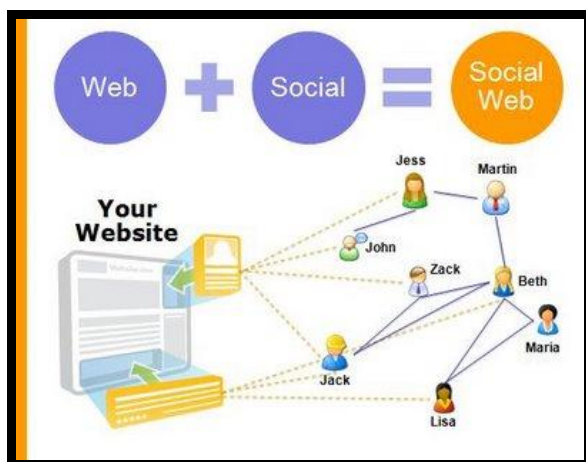 Web
Social
Social
Web
Jess
Martin
Your
Website
John
Zack
Beth
Maria
Jack
Lisa